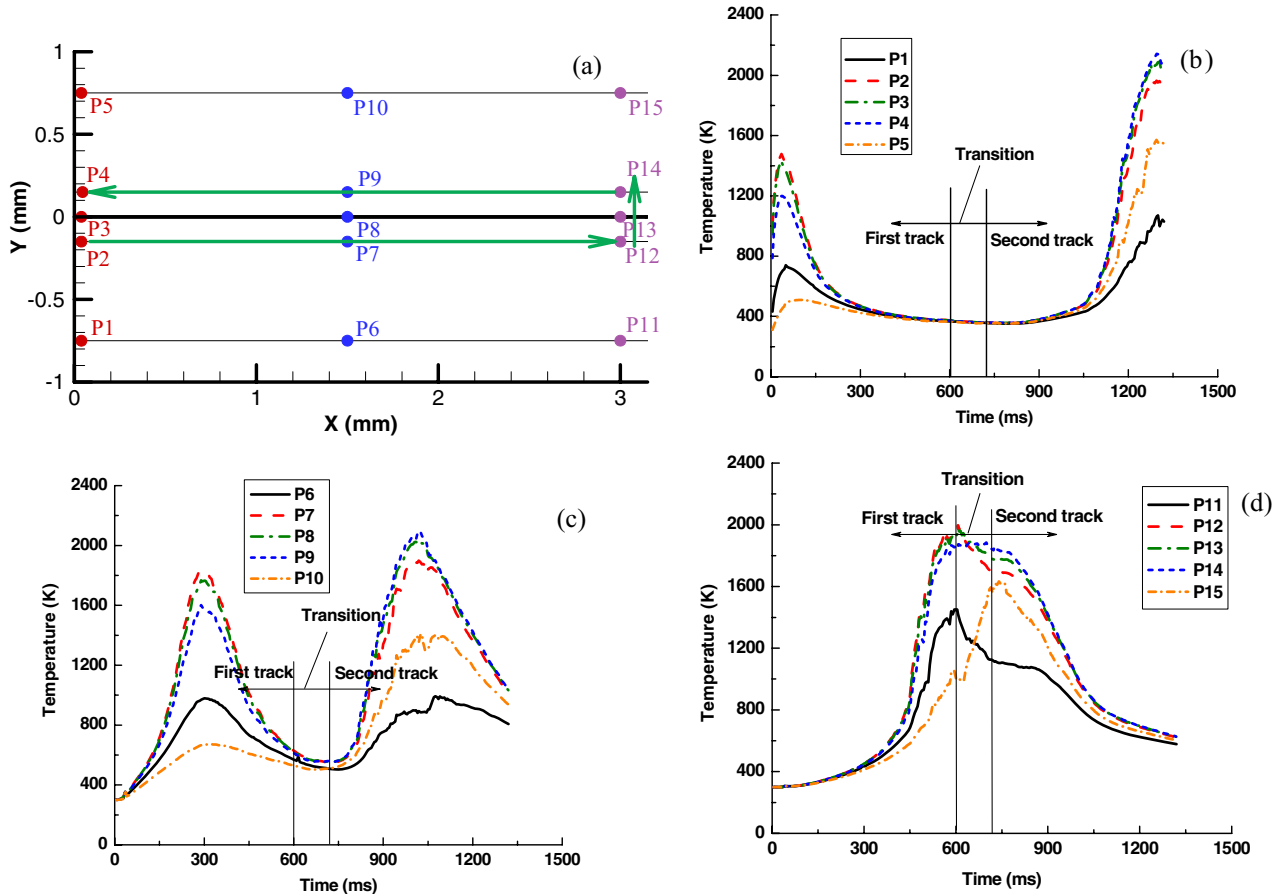 (a)
1
0.5
0
-0.5
-1
Y (mm)
P5
P10
P15
P4
P9
P14
P3
P8
P13
P2
P7
P12
P1
P6
P11
0
1
2
3
X (mm)
(b)
2400
2000
1600
1200
800
400
0
Temperature (K)
P1
P2
P3
P4
P5
Transition
First track
Second track
0
300
600
900
1200
1500
Time (ms)
(c)
2400
2000
1600
1200
800
400
0
Temperature (K)
P6
P7
P8
P9
P10
Transition
First track
Second track
0
300
600
900
1200
1500
Time (ms)
(d)
2400
2000
1600
1200
800
400
0
Temperature (K)
Transition
First track
Second track
P11
P12
P13
P14
P15
0
300
600
900
1200
1500
Time (ms)